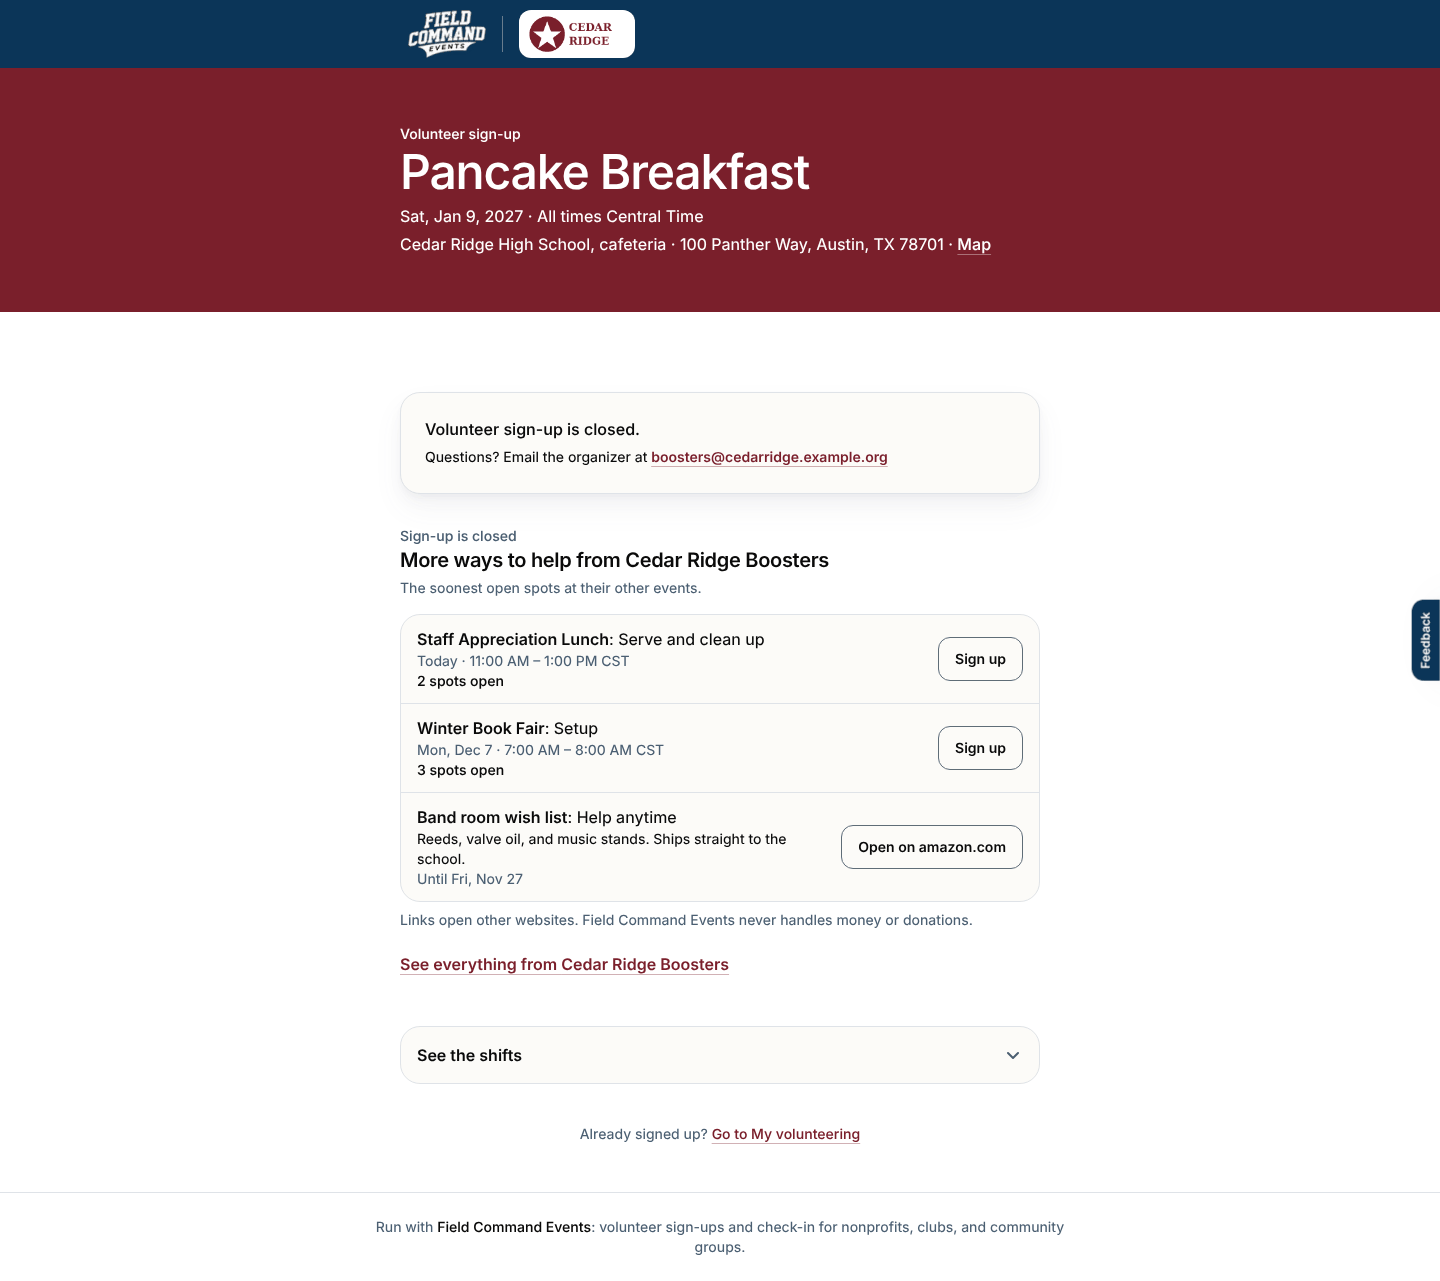 FIELD
COMMAND
EVENTS
CEDAR
RIDGE
Volunteer sign-up
Pancake Breakfast
Sat, Jan 9, 2027 · All times Central Time
Cedar Ridge High School, cafeteria · 100 Panther Way, Austin, TX 78701 · Map
Volunteer sign-up is closed.
Questions? Email the organizer at boosters@cedarridge.example.org
Sign-up is closed
More ways to help from Cedar Ridge Boosters
The soonest open spots at their other events.
Staff Appreciation Lunch: Serve and clean up
Today · 11:00 AM – 1:00 PM CST
2 spots open
Sign up
Winter Book Fair: Setup
Mon, Dec 7 · 7:00 AM – 8:00 AM CST
3 spots open
Sign up
Band room wish list: Help anytime
Reeds, valve oil, and music stands. Ships straight to the
school.
Until Fri, Nov 27
Open on amazon.com
Links open other websites. Field Command Events never handles money or donations.
See everything from Cedar Ridge Boosters
See the shifts
Already signed up? Go to My volunteering
Run with Field Command Events: volunteer sign-ups and check-in for nonprofits, clubs, and community
groups.
Feedback